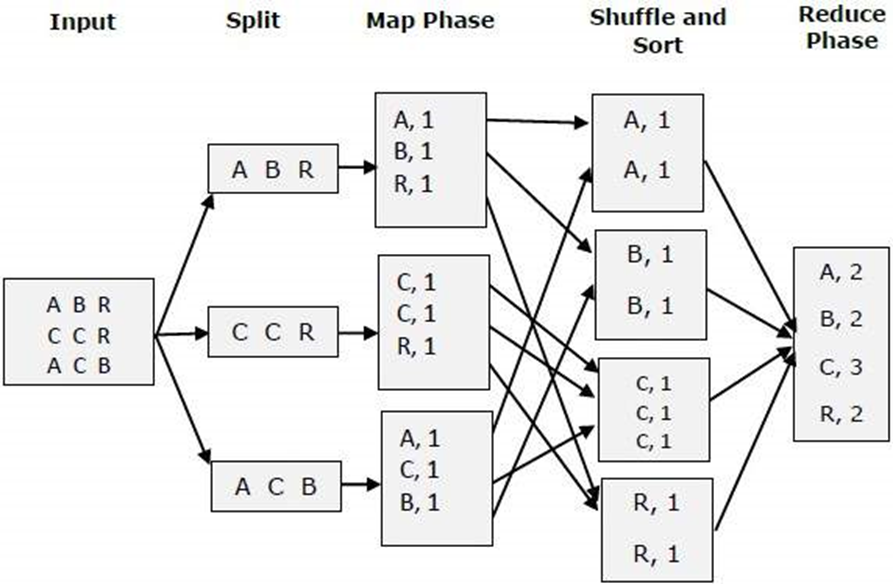 Input
Split
Map Phase
Shuffle and
Sort
Reduce
Phase
A B R
C C R
A C B
A B R
C C R
A C B
A, 1
B, 1
R, 1
C, 1
C, 1
R, 1
A, 1
C, 1
B, 1
A, 1
A, 1
B, 1
B, 1
C, 1
C, 1
C, 1
R, 1
R, 1
A, 2
B, 2
C, 3
R, 2